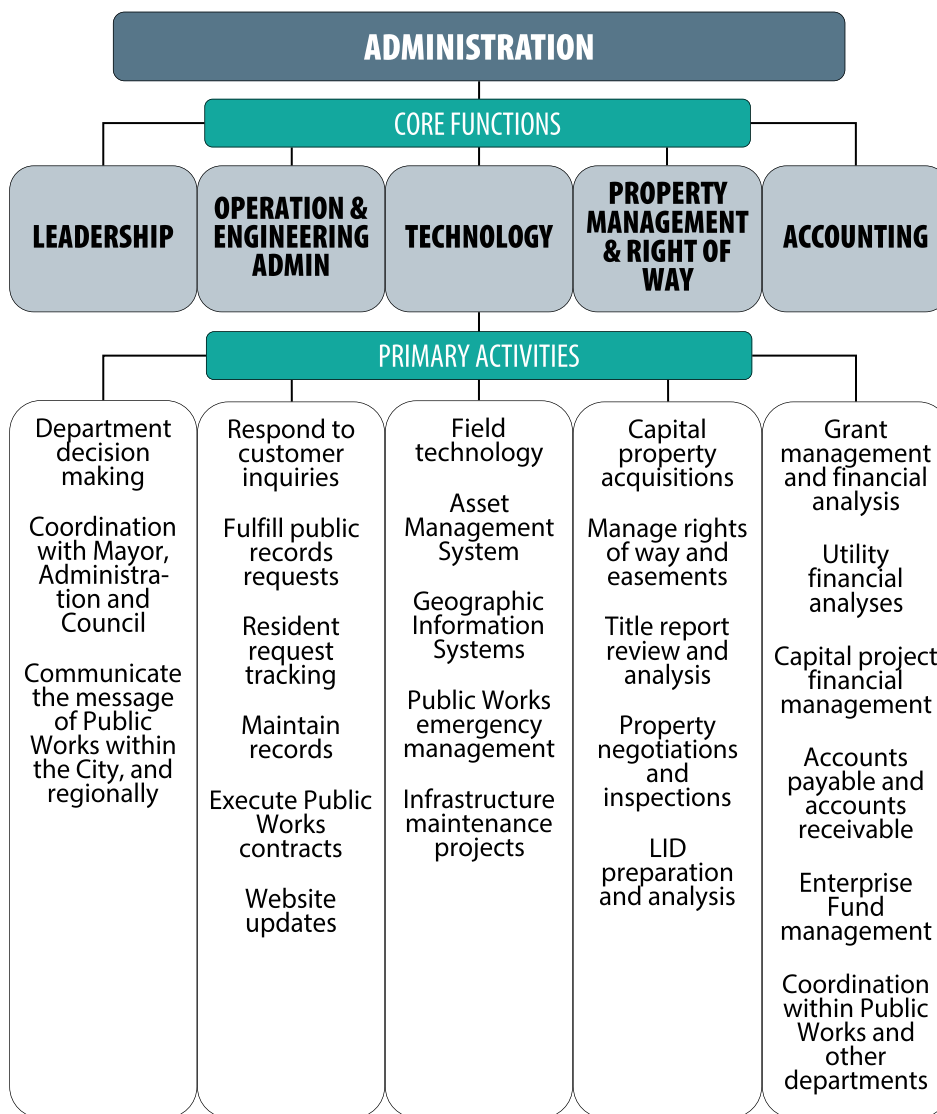 ADMINISTRATION
CORE FUNCTIONS
LEADERSHIP
OPERATION &
ENGINEERING
ADMIN
TECHNOLOGY
PROPERTY
MANAGEMENT
& RIGHT OF
WAY
ACCOUNTING
PRIMARY ACTIVITIES
Department
decision
making
Coordination
with Mayor,
Administra-
tion and
Council
Communicate
the message
of Public
Works within
the City, and
regionally
Respond to
customer
inquiries
Fulfill public
records
requests
Resident
request
tracking
Maintain
records
Execute Public
Works
contracts
Website
updates
Field
technology
Asset
Management
System
Geographic
Information
Systems
Public Works
emergency
management
Infrastructure
maintenance
projects
Capital
property
acquisitions
Manage rights
of way and
easements
Title report
review and
analysis
Property
negotiations
and
inspections
LID
preparation
and analysis
Grant
management
and financial
analysis
Utility
financial
analyses
Capital project
financial
management
Accounts
payable and
accounts
receivable
Enterprise
Fund
management
Coordination
within Public
Works and
other
departments